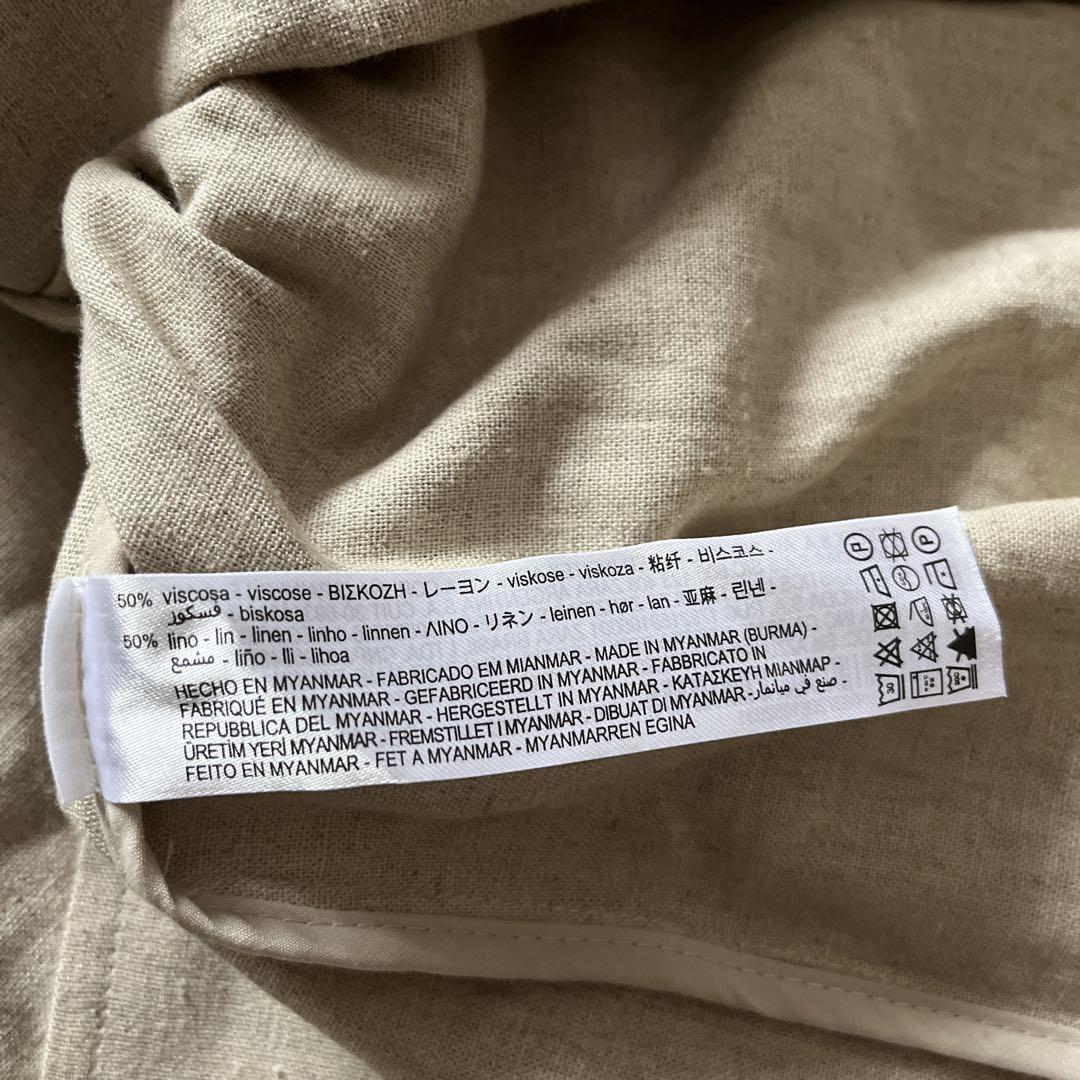 50% viscosa - viscose - ΒΙΣΚΟΖΗ - レーヨン - viskose - viskoza - 粘纤 - 비스코스 -
فسكوز - biskosa
50% lino - lin - linen - linho - linnen - ΛΙΝΟ - リネン - leinen - hør - lan - 亚麻 - 린넨 -
مشمع - liño - lli - lihoa
HECHO EN MYANMAR - FABRICADO EM MIANMAR - MADE IN MYANMAR (BURMA) -
FABRIQUÉ EN MYANMAR - GEFABRICEERD IN MYANMAR - FABBRICATO IN
REPUBBLICA DEL MYANMAR - HERGESTELLT IN MYANMAR - ΚΑΤΑΣΚΕΥΗ ΜΙΑΝΜΑΡ -
ÜRETİM YERİ MYANMAR - FREMSTILLET I MYANMAR - DIBUAT DI MYANMAR - صنع في ميانمار -
FEITO EN MYANMAR - FET A MYANMAR - MYANMARREN EGINA
P P
30